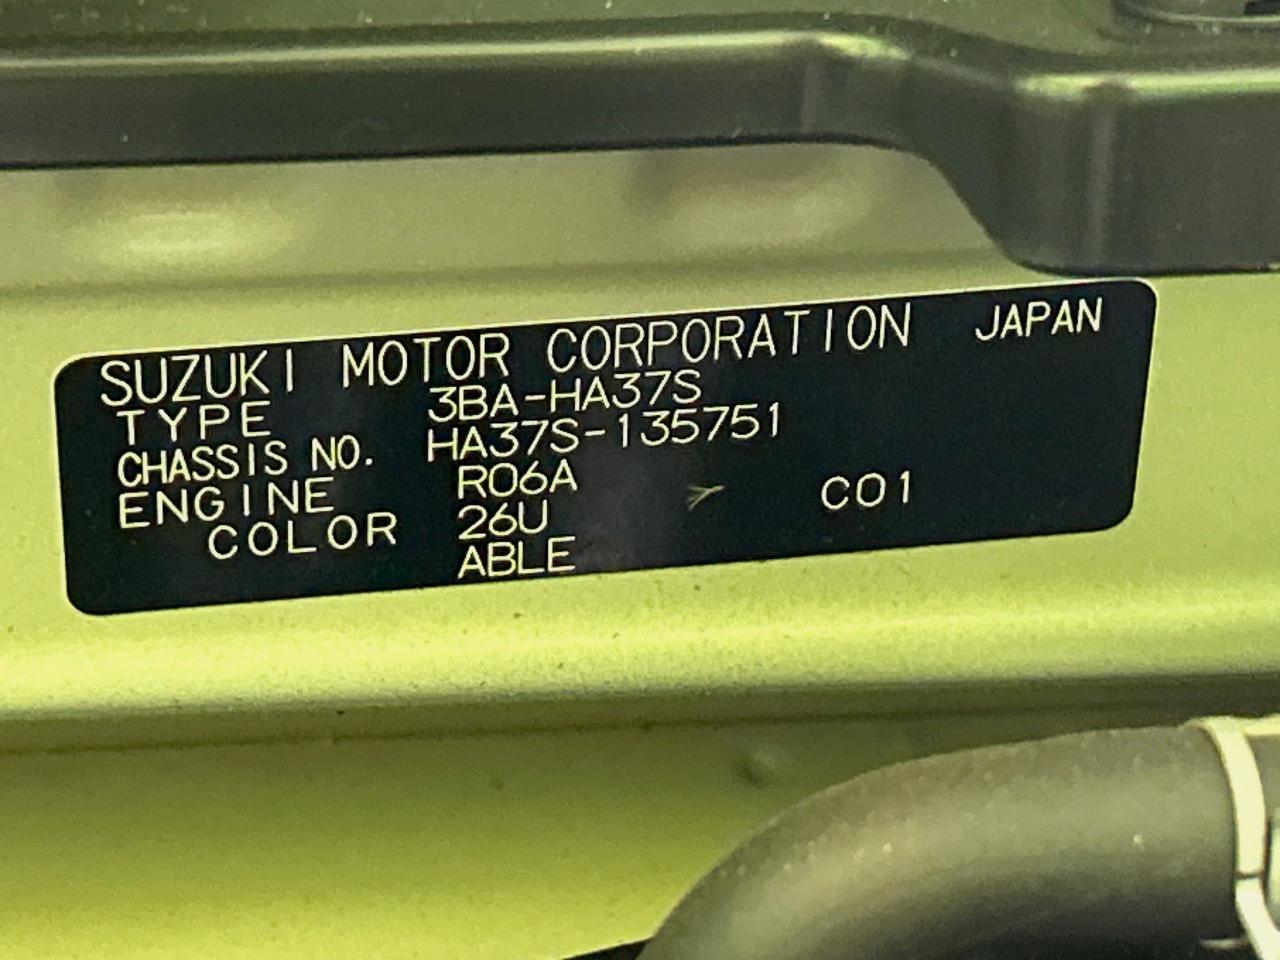 SUZUKI MOTOR CORPORATION JAPAN
TYPE 3BA-HA37S
CHASSIS NO. HA37S-135751
ENGINE R06A
COLOR 26U C01
ABLE